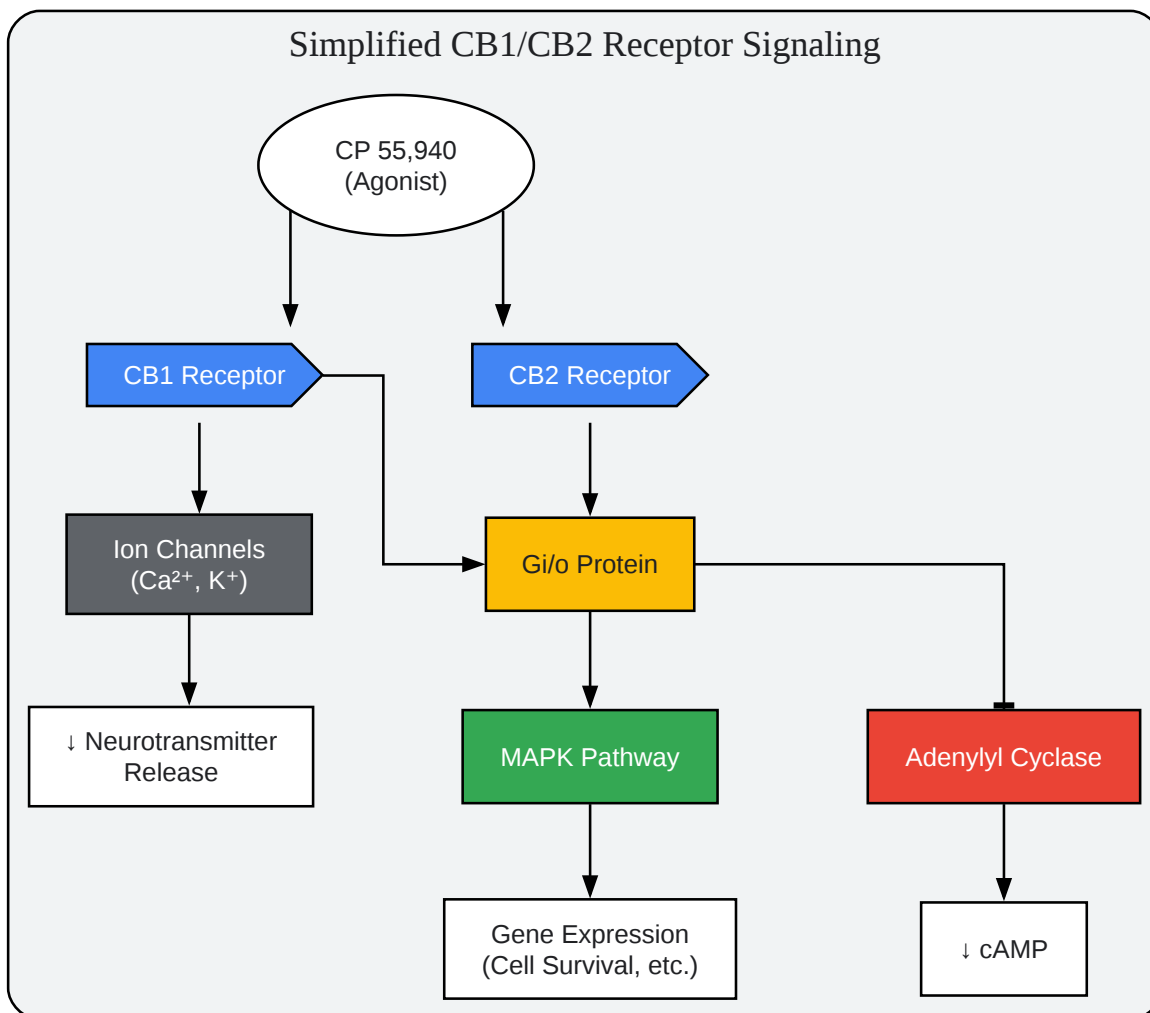 Simplified CB1/CB2 Receptor Signaling
CP 55,940
(Agonist)
CB1 Receptor
CB2 Receptor
Ion Channels
(Ca²⁺, K⁺)
Gi/o Protein
↓ Neurotransmitter
Release
MAPK Pathway
Adenylyl Cyclase
Gene Expression
(Cell Survival, etc.)
↓ cAMP